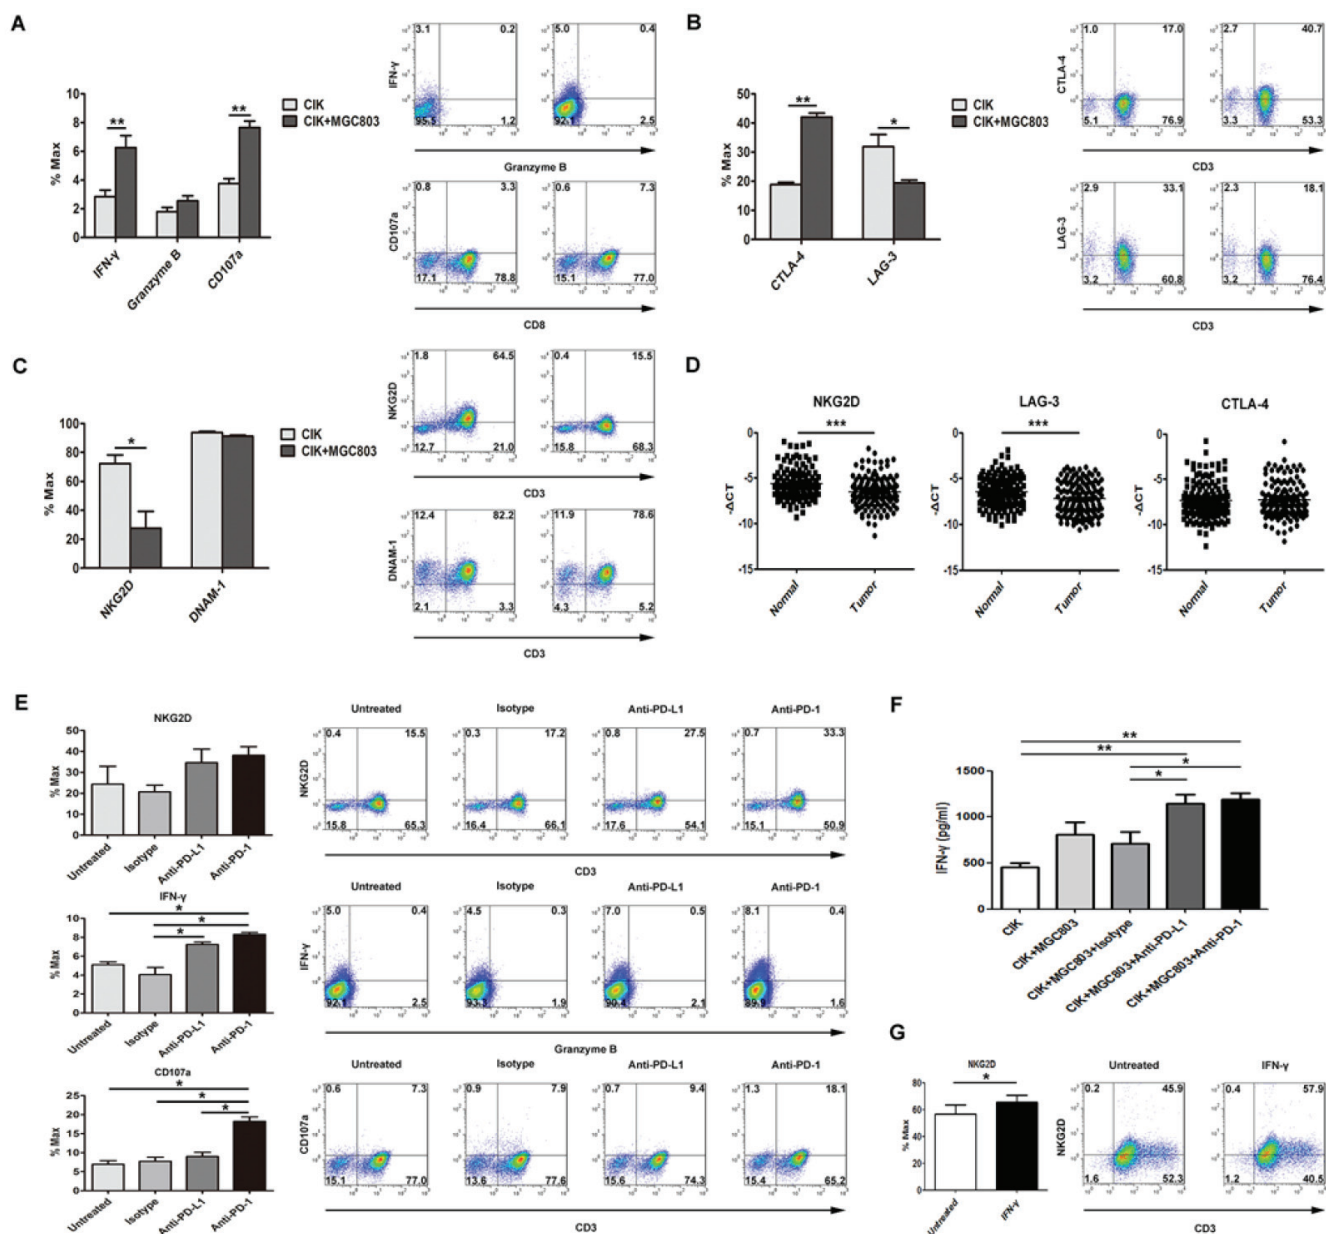 A
% Max
10
8
6
4
2
0
**
**
CIK
CIK+MGC803
IFN-γ
Granzyme B
CD107a
3.1 0.2
95.5 1.2
5.0 0.4
92.1 2.5
IFN-γ
Granzyme B
0.8 3.3
17.1 78.8
0.6 7.3
15.1 77.0
CD107a
CD8
B
% Max
50
40
30
20
10
0
**
*
CIK
CIK+MGC803
CTLA-4
LAG-3
1.0 17.0
5.1 76.9
2.7 40.7
3.3 53.3
CTLA-4
CD3
2.9 33.1
3.2 60.8
2.3 18.1
3.2 76.4
LAG-3
CD3
C
% Max
100
80
60
40
20
0
*
CIK
CIK+MGC803
NKG2D
DNAM-1
1.8 64.5
12.7 21.0
0.4 15.5
15.8 68.3
NKG2D
CD3
12.4 82.2
2.1 3.3
11.9 78.6
4.3 5.2
DNAM-1
CD3
D
NKG2D
***
-ΔCT
0
-5
-10
-15
Normal
Tumor
LAG-3
***
-ΔCT
0
-5
-10
-15
Normal
Tumor
CTLA-4
-ΔCT
0
-5
-10
-15
Normal
Tumor
E
NKG2D
% Max
50
40
30
20
10
0
Untreated
Isotype
Anti-PD-L1
Anti-PD-1
Untreated Isotype Anti-PD-L1 Anti-PD-1
0.4 15.5
15.8 65.3
0.3 17.2
16.4 66.1
0.8 27.5
17.6 54.1
0.7 33.3
15.1 50.9
NKG2D
CD3
IFN-γ
*
*
*
% Max
10
8
6
4
2
0
Untreated
Isotype
Anti-PD-L1
Anti-PD-1
Untreated Isotype Anti-PD-L1 Anti-PD-1
5.0 0.4
92.1 2.5
4.5 0.3
93.3 1.9
7.0 0.5
90.4 2.1
8.1 0.4
89.9 1.6
IFN-γ
Granzyme B
CD107a
*
*
*
% Max
25
20
15
10
5
0
Untreated
Isotype
Anti-PD-L1
Anti-PD-1
Untreated Isotype Anti-PD-L1 Anti-PD-1
0.6 7.3
15.1 77.0
0.9 7.9
13.6 77.6
0.7 9.4
15.6 74.3
1.3 18.1
15.4 65.2
CD107a
CD3
F
**
**
*
*
IFN-γ (pg/ml)
1500
1000
500
0
CIK
CIK+MGC803
CIK+MGC803+Isotype
CIK+MGC803+Anti-PD-L1
CIK+MGC803+Anti-PD-1
G
NKG2D
*
% Max
80
60
40
20
0
Untreated
IFN-γ
Untreated IFN-γ
0.2 45.9
1.6 52.3
0.4 57.9
1.2 40.5
NKG2D
CD3